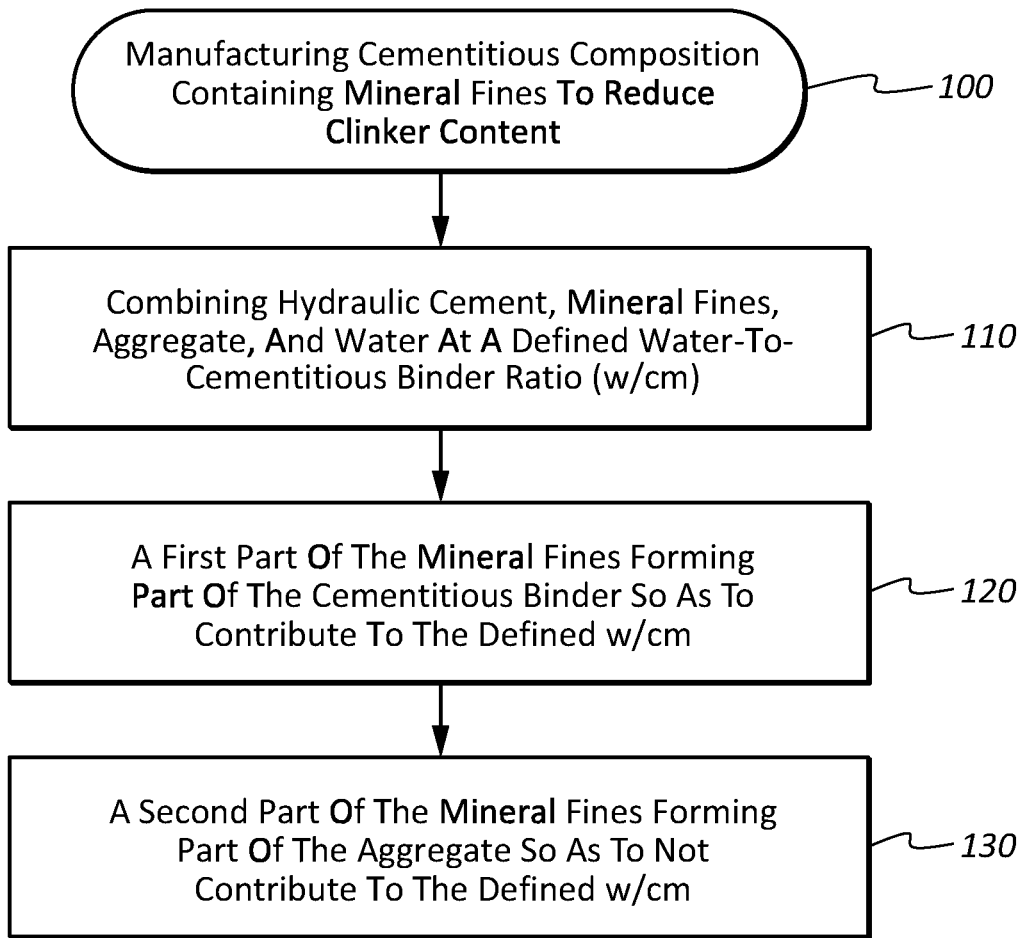 Manufacturing Cementitious Composition
Containing Mineral Fines To Reduce
Clinker Content
100
Combining Hydraulic Cement, Mineral Fines,
Aggregate, And Water At A Defined Water-To-
Cementitious Binder Ratio (w/cm)
110
A First Part Of The Mineral Fines Forming
Part Of The Cementitious Binder So As To
Contribute To The Defined w/cm
120
A Second Part Of The Mineral Fines Forming
Part Of The Aggregate So As To Not
Contribute To The Defined w/cm
130